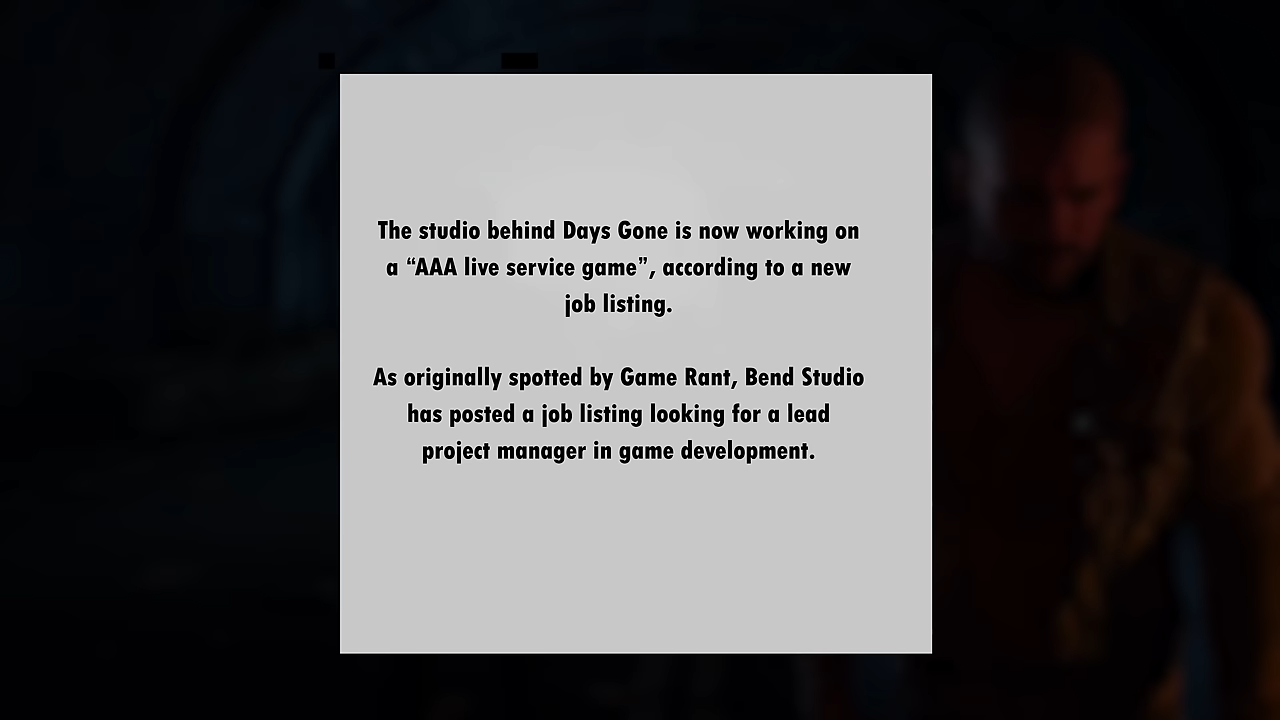 The studio behind Days Gone is now working on
a “AAA live service game”, according to a new
job listing.
As originally spotted by Game Rant, Bend Studio
has posted a job listing looking for a lead
project manager in game development.